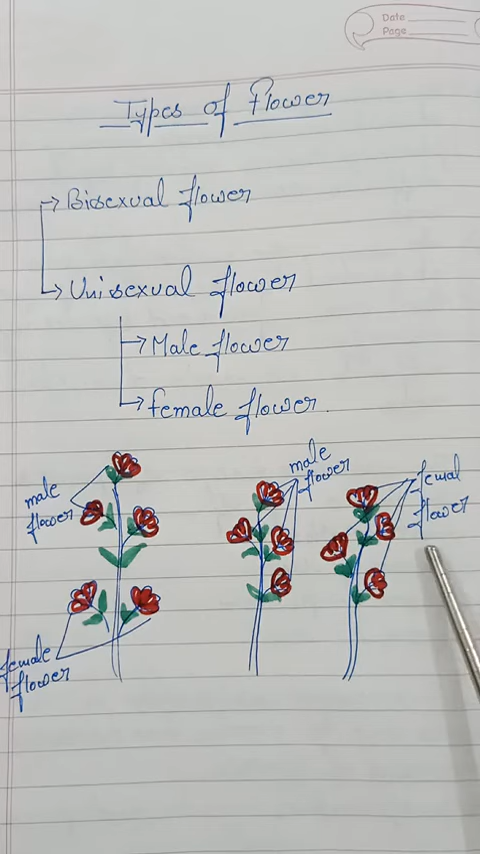 Date
Page
Types of Flower
Bisexual flower
Unisexual flower
Male flower
female flower.
male
flower
male
flower
femal
flower
female
flower